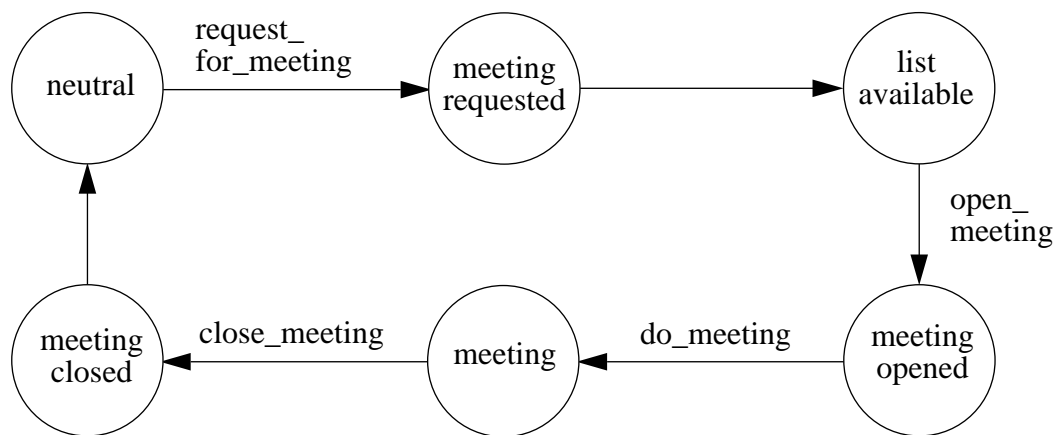 neutral
request_
for_meeting
meeting
requested
list
available
open_
meeting
meeting
opened
do_meeting
meeting
close_meeting
meeting
closed